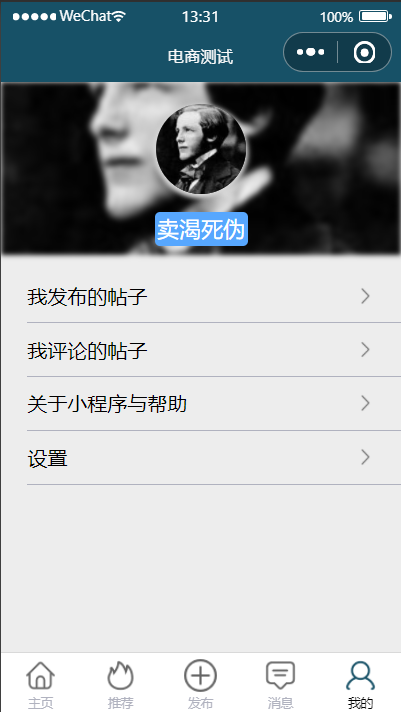 WeChat 13:31 100%
电商测试
卖渴死伪
我发布的帖子
我评论的帖子
关于小程序与帮助
设置
主页 推荐 发布 消息 我的